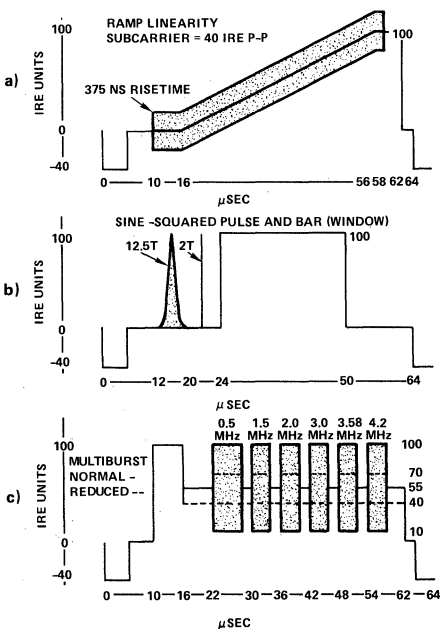 RAMP LINEARITY
SUBCARRIER = 40 IRE P-P
100
100
375 NS RISETIME
a)
IRE UNITS
0
-40
0 10 -16 56 58 62 64
μSEC
SINE -SQUARED PULSE AND BAR (WINDOW)
100
12.5T
2T
100
b)
IRE UNITS
0
-40
0 -12 -20 -24 50 -64
μSEC
0.5 MHz
1.5 MHz
2.0 MHz
3.0 MHz
3.58 MHz
4.2 MHz
100
100
MULTIBURST
NORMAL -
REDUCED --
70
55
40
c)
IRE UNITS
10
0
-40
0 10 -16 -22 30 -36 -42 -48 -54 -62 -64
μSEC